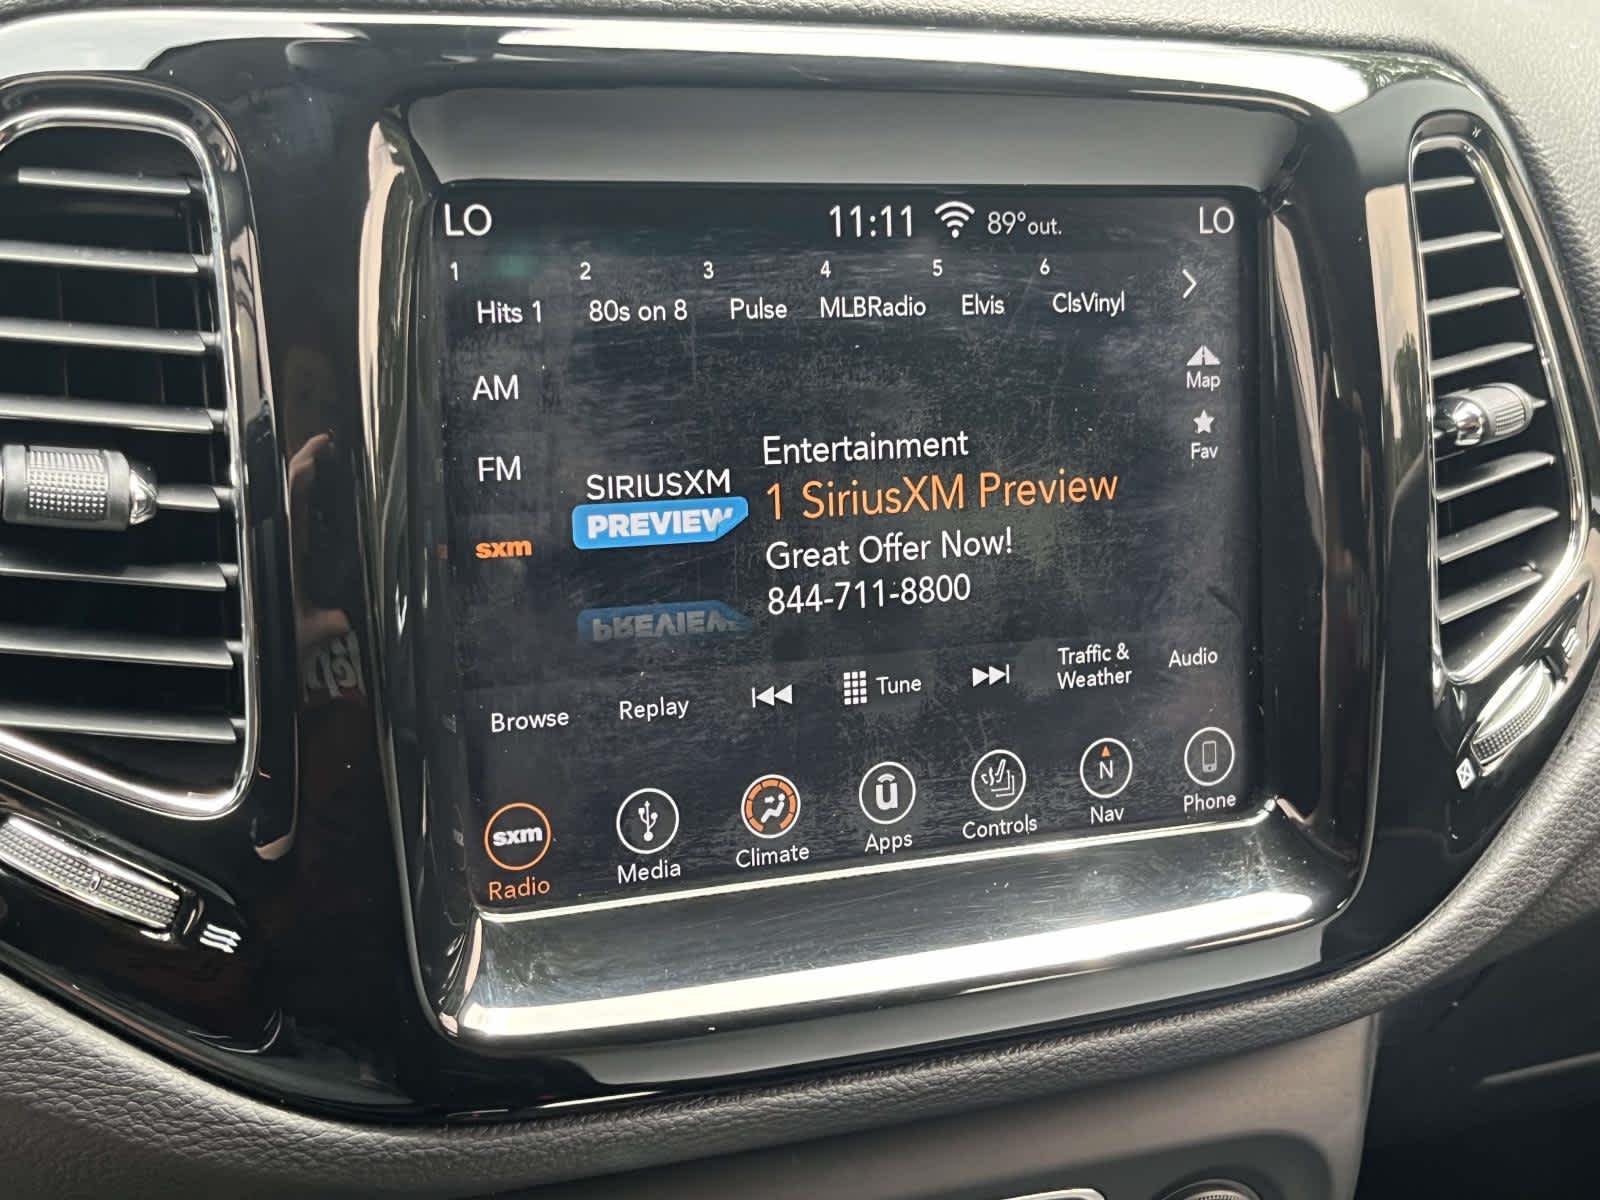 LO 11:11 89° out. LO
1 2 3 4 5 6
Hits 1 80s on 8 Pulse MLBRadio Elvis ClsVinyl
AM
FM
sxm
Map
Fav
SIRIUSXM
PREVIEW
Entertainment
1 SiriusXM Preview
Great Offer Now!
844-711-8800
Browse Replay Tune Traffic &
Weather Audio
sxm u N
Radio Media Climate Apps Controls Nav Phone